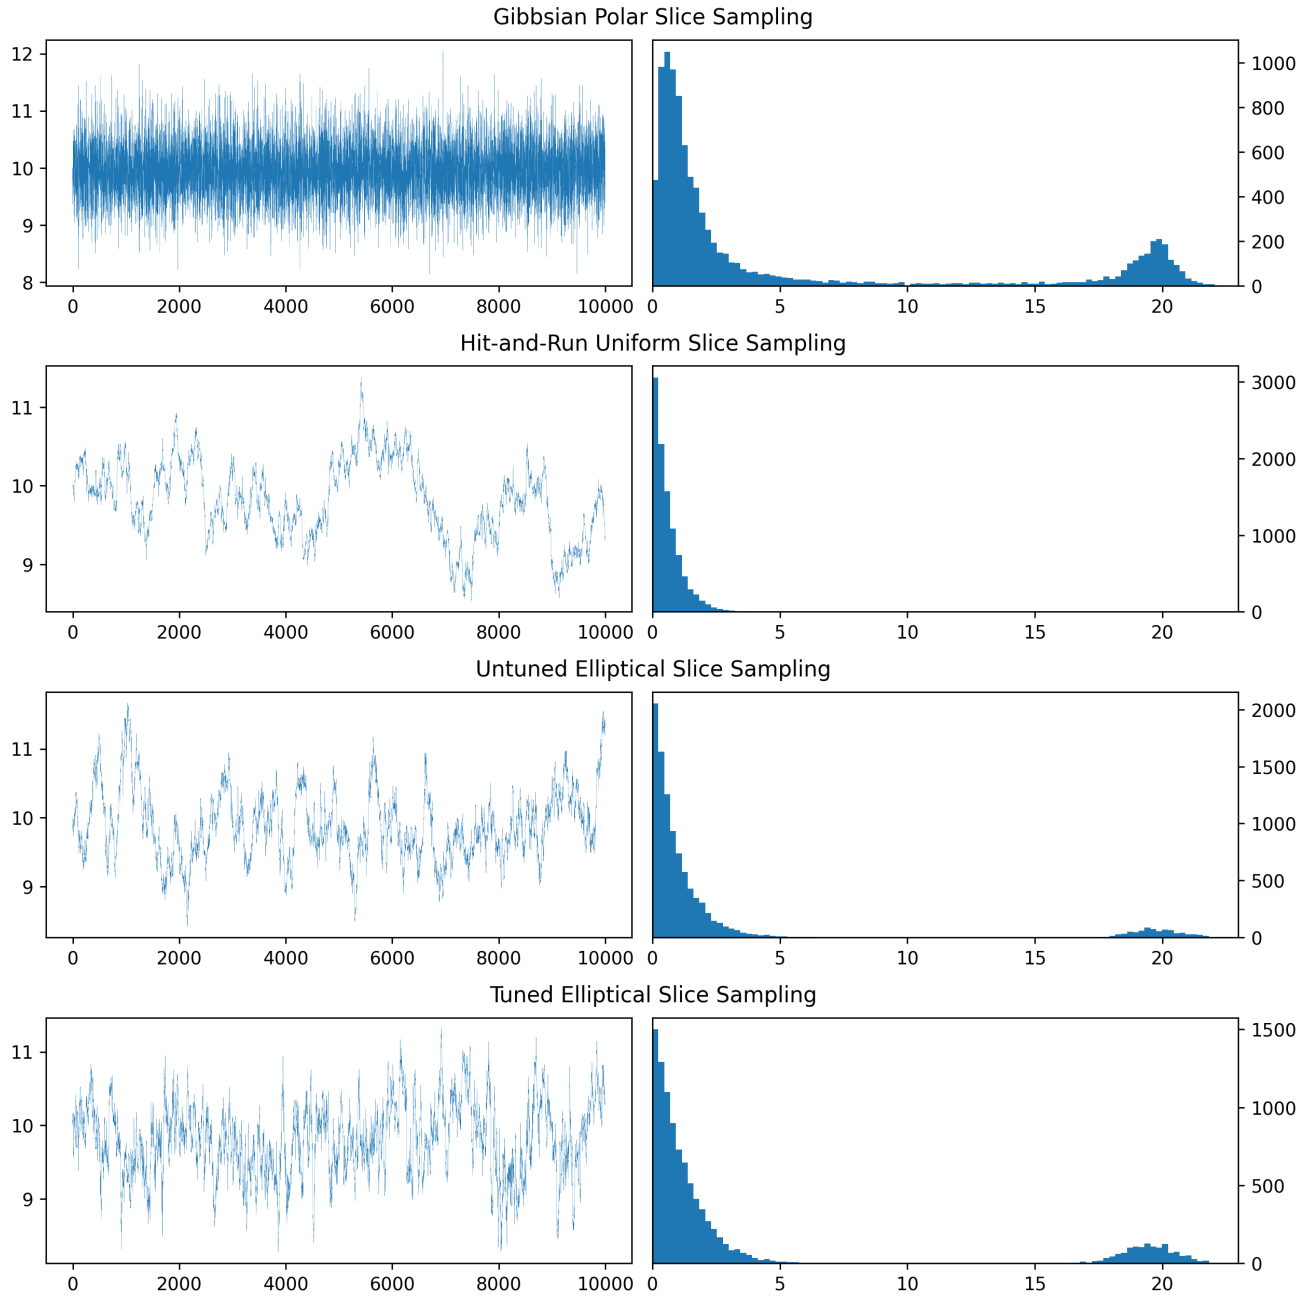 Gibbsian Polar Slice Sampling
12
11
10
9
8
0 2000 4000 6000 8000 10000
1000
800
600
400
200
0
0 5 10 15 20
Hit-and-Run Uniform Slice Sampling
11
10
9
0 2000 4000 6000 8000 10000
3000
2000
1000
0
0 5 10 15 20
Untuned Elliptical Slice Sampling
11
10
9
0 2000 4000 6000 8000 10000
2000
1500
1000
500
0
0 5 10 15 20
Tuned Elliptical Slice Sampling
11
10
9
0 2000 4000 6000 8000 10000
1500
1000
500
0
0 5 10 15 20